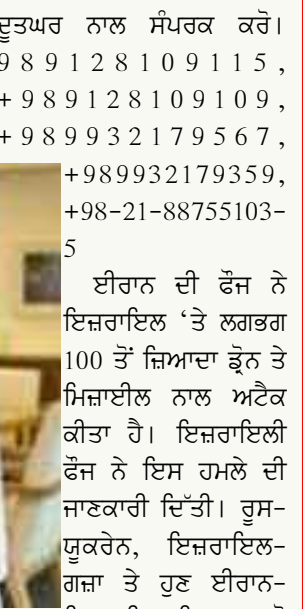 ਦੂਤਘਰ ਨਾਲ ਸੰਪਰਕ ਕਰੋ।
989128109115,
+989128109109,
+989932179567,
+989932179359,
+98-21-88755103-
5
ਈਰਾਨ ਦੀ ਫੌਜ ਨੇ
ਇਜ਼ਰਾਇਲ ‘ਤੇ ਲਗਭਗ
100 ਤੋਂ ਜ਼ਿਆਦਾ ਡ੍ਰੋਨ ਤੇ
ਮਿਜ਼ਾਈਲ ਨਾਲ ਅਟੈਕ
ਕੀਤਾ ਹੈ। ਇਜ਼ਰਾਇਲੀ
ਫੌਜ ਨੇ ਇਸ ਹਮਲੇ ਦੀ
ਜਾਣਕਾਰੀ ਦਿੱਤੀ। ਰੂਸ-
ਯੂਕਰੇਨ, ਇਜ਼ਰਾਇਲ-
ਗਜ਼ਾ ਤੇ ਹੁਣ ਈਰਾਨ-